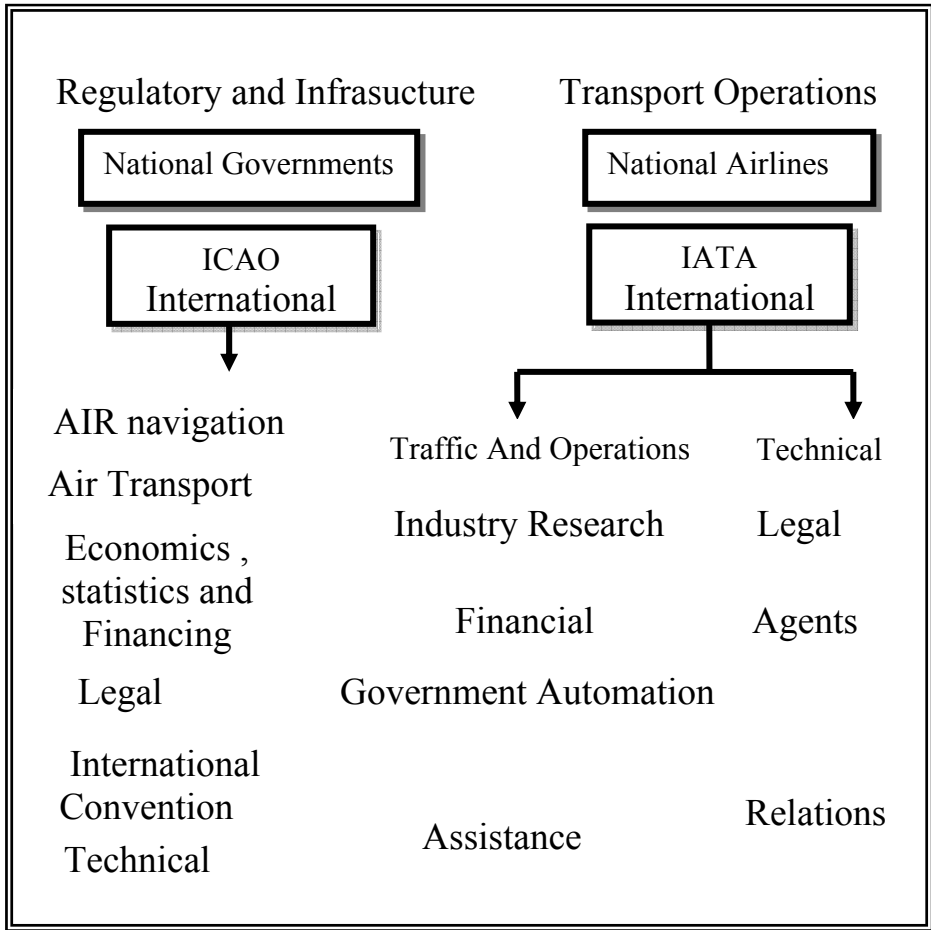 Regulatory and Infrasucture
Transport Operations
National Governments
National Airlines
ICAO
International
IATA
International
AIR navigation
Air Transport
Economics ,
statistics and
Financing
Legal
International
Convention
Technical
Traffic And Operations
Technical
Industry Research
Legal
Financial
Agents
Government Automation
Assistance
Relations